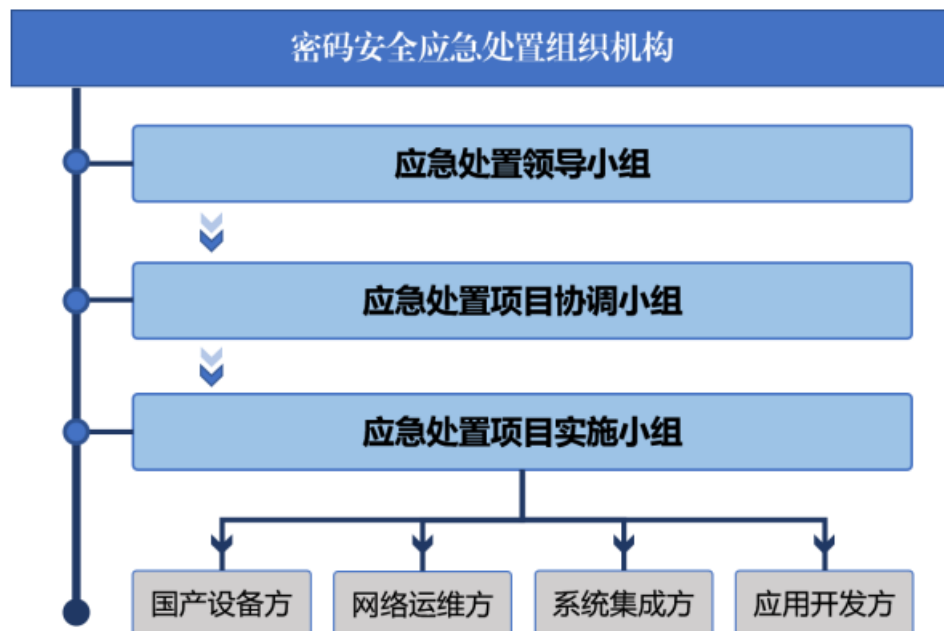 密码安全应急处置组织机构
应急处置领导小组
应急处置项目协调小组
应急处置项目实施小组
国产设备方
网络运维方
系统集成方
应用开发方